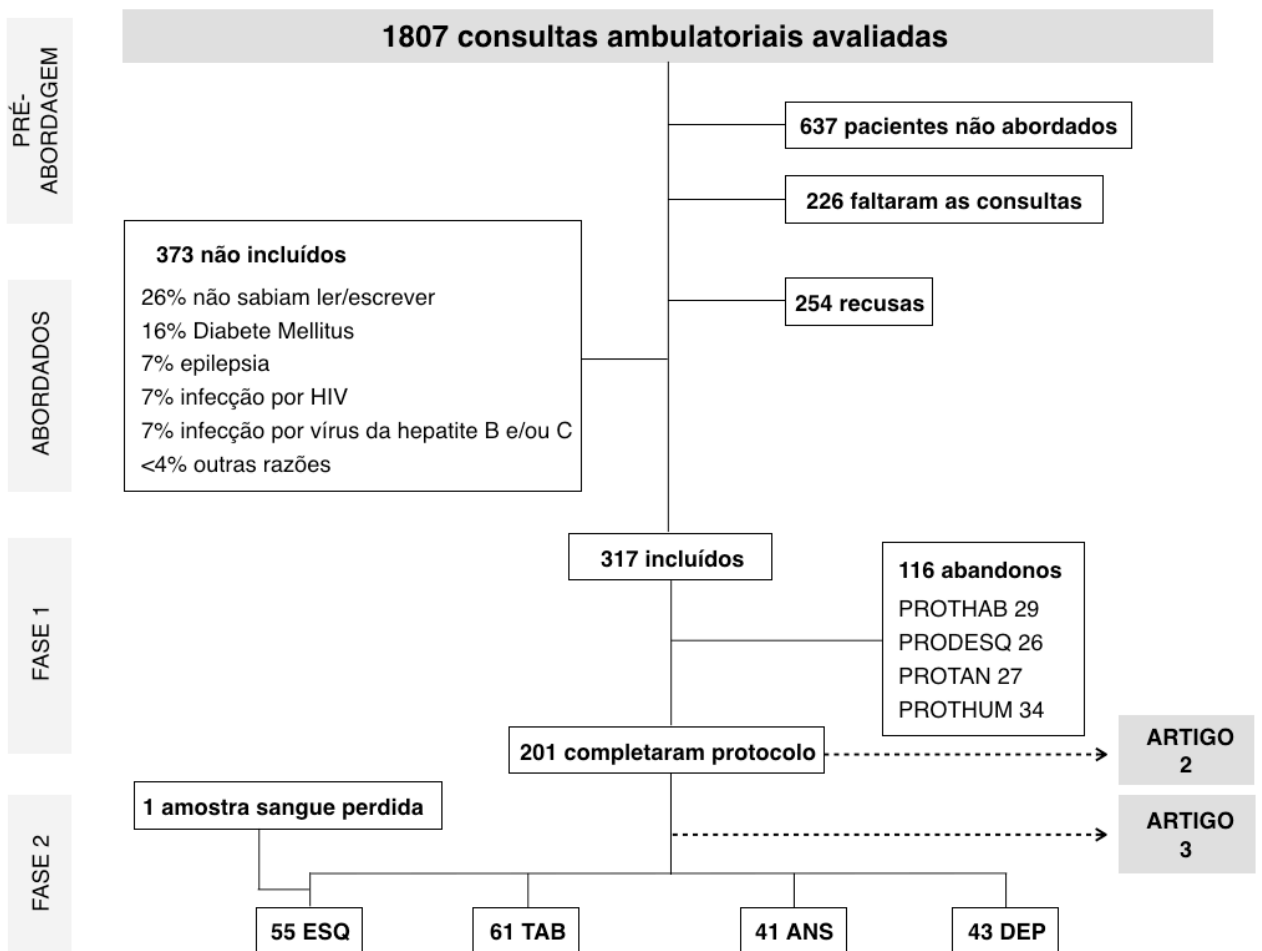 1807 consultas ambulatoriais avaliadas
PRÉ-
ABORDAGEM
637 pacientes não abordados
226 faltaram as consultas
ABORDADOS
373 não incluídos
26% não sabiam ler/escrever
16% Diabete Mellitus
7% epilepsia
7% infecção por HIV
7% infecção por vírus da hepatite B e/ou C
<4% outras razões
254 recusas
FASE 1
317 incluídos
116 abandonos
PROTHAB 29
PRODESQ 26
PROTAN 27
PROTHUM 34
201 completaram protocolo
ARTIGO
2
FASE 2
1 amostra sangue perdida
ARTIGO
3
55 ESQ
61 TAB
41 ANS
43 DEP